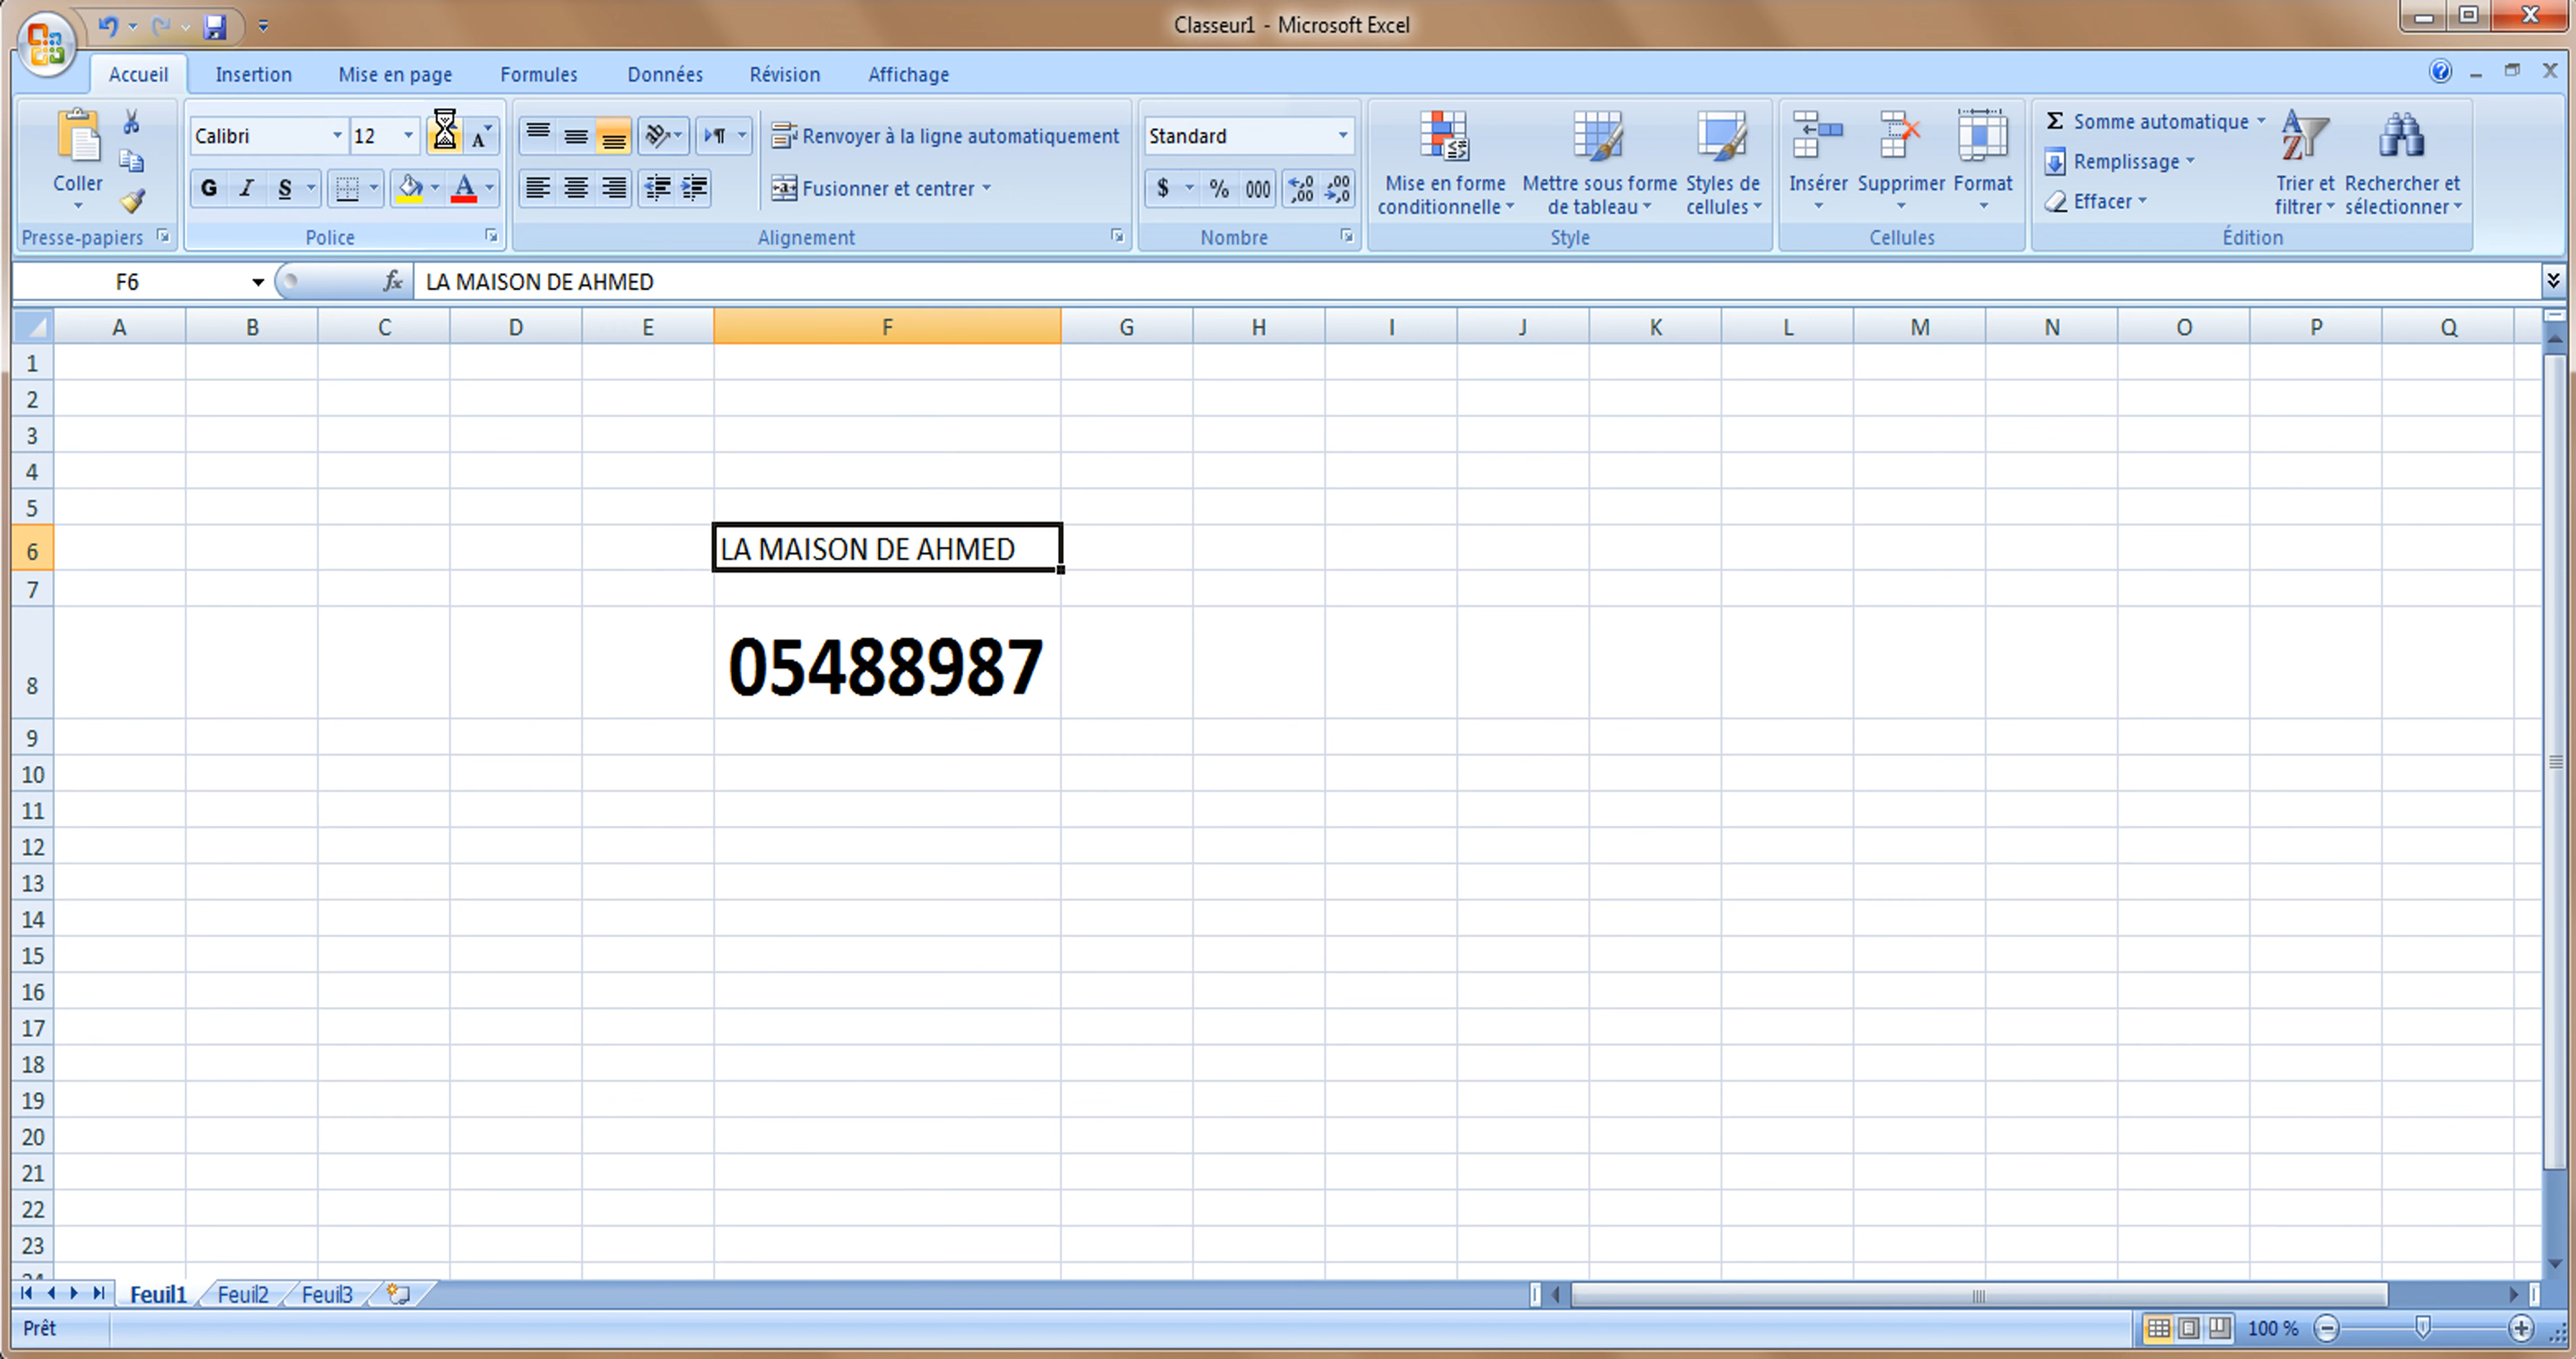 Classeur1 - Microsoft Excel
Accueil Insertion Mise en page Formules Données Révision Affichage
Calibri 12 Renvoyer à la ligne automatiquement Standard Somme automatique
Remplissage
Coller G I S Fusionner et centrer $ % 000 Mise en forme conditionnelle Mettre sous forme de tableau Styles de cellules Insérer Supprimer Format Effacer Trier et filtrer Rechercher et sélectionner
Presse-papiers Police Alignement Nombre Style Cellules Édition
F6 fx LA MAISON DE AHMED
A B C D E F G H I J K L M N O P Q
1
2
3
4
5
6 LA MAISON DE AHMED
7
8 05488987
9
10
11
12
13
14
15
16
17
18
19
20
21
22
23
24
Feuil1 Feuil2 Feuil3
Prêt 100 %